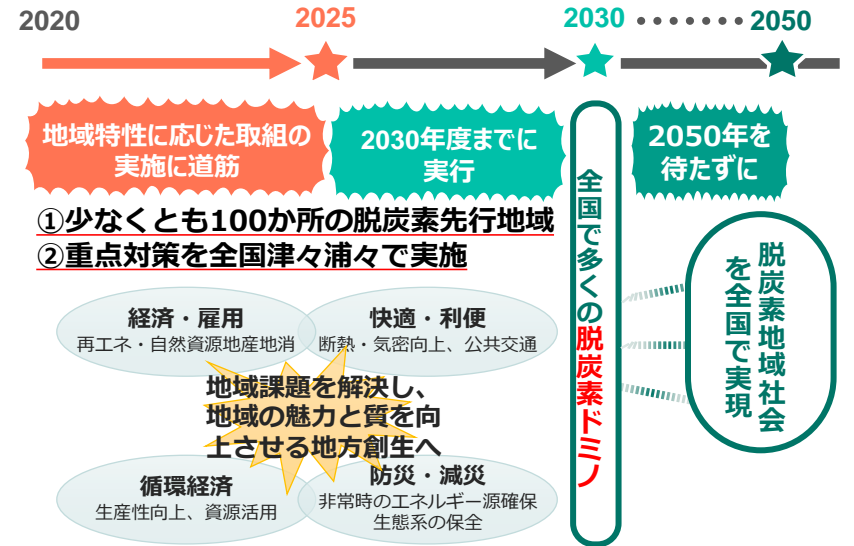 2020
2025
2030
・・・・・・・
2050
地域特性に応じた取組の
実施に道筋
2030年度までに
実行
2050年を
待たずに
①少なくとも100か所の脱炭素先行地域
②重点対策を全国津々浦々で実施
経済・雇用
再エネ・自然資源地産地消
快適・利便
断熱・気密向上、公共交通
地域課題を解決し、
地域の魅力と質を向
上させる地方創生へ
循環経済
生産性向上、資源活用
防災・減災
非常時のエネルギー源確保
生態系の保全
全国で多くの脱炭素ドミノ
脱炭素地域社会
を全国で実現